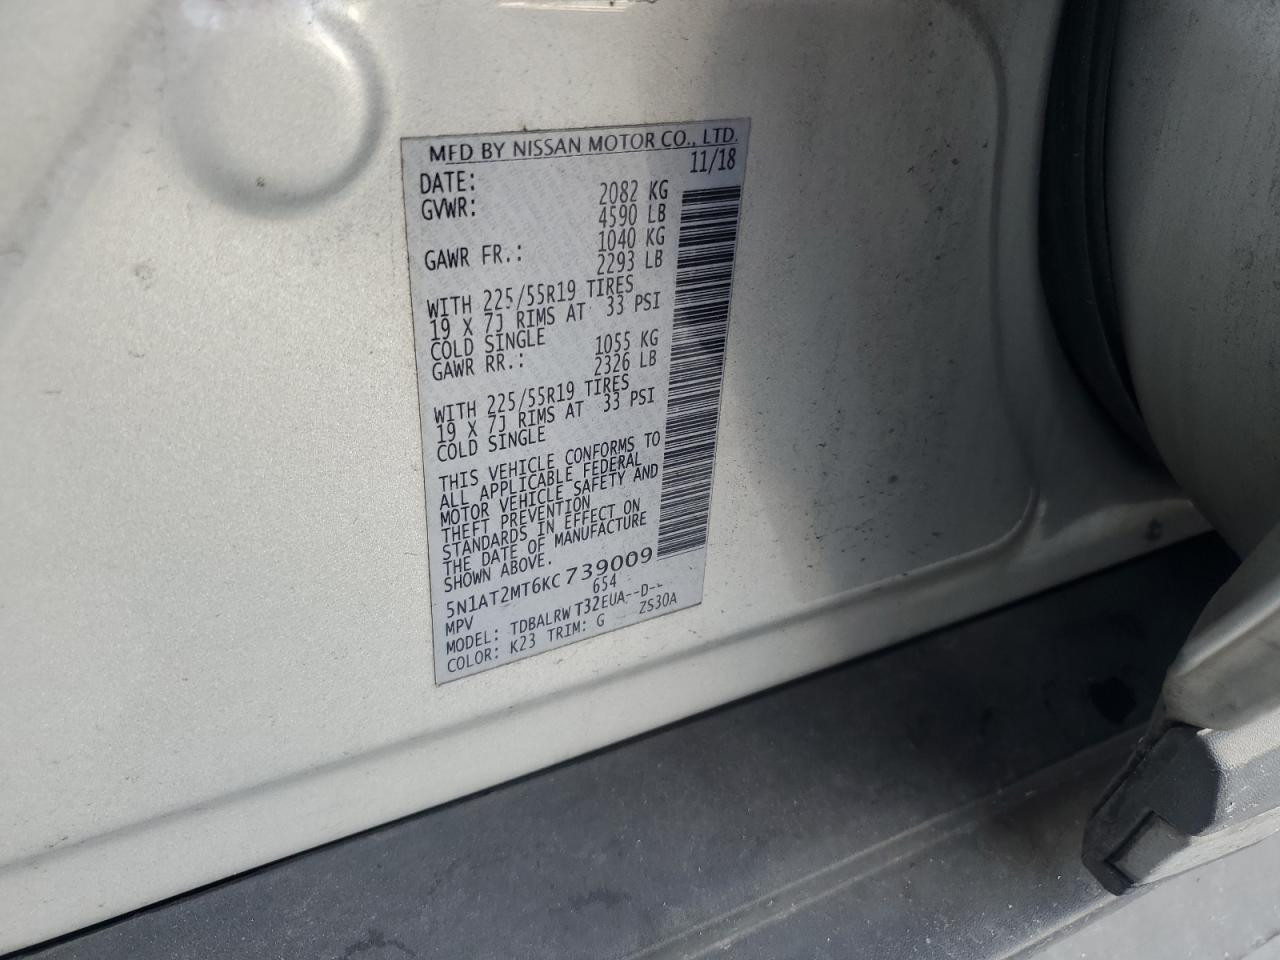 MFD BY NISSAN MOTOR CO., LTD.
DATE: 11/18
GVWR: 2082 KG
4590 LB
GAWR FR.: 1040 KG
2293 LB
WITH 225/55R19 TIRES
19 X 7J RIMS AT 33 PSI
COLD SINGLE
GAWR RR.: 1055 KG
2326 LB
WITH 225/55R19 TIRES
19 X 7J RIMS AT 33 PSI
COLD SINGLE
THIS VEHICLE CONFORMS TO
ALL APPLICABLE FEDERAL
MOTOR VEHICLE SAFETY AND
THEFT PREVENTION
STANDARDS IN EFFECT ON
THE DATE OF MANUFACTURE
SHOWN ABOVE.
5N1AT2MT6KC739009
MPV 654
MODEL: TDBALRW T32EUA--D--
COLOR: K23 TRIM: G ZS30A